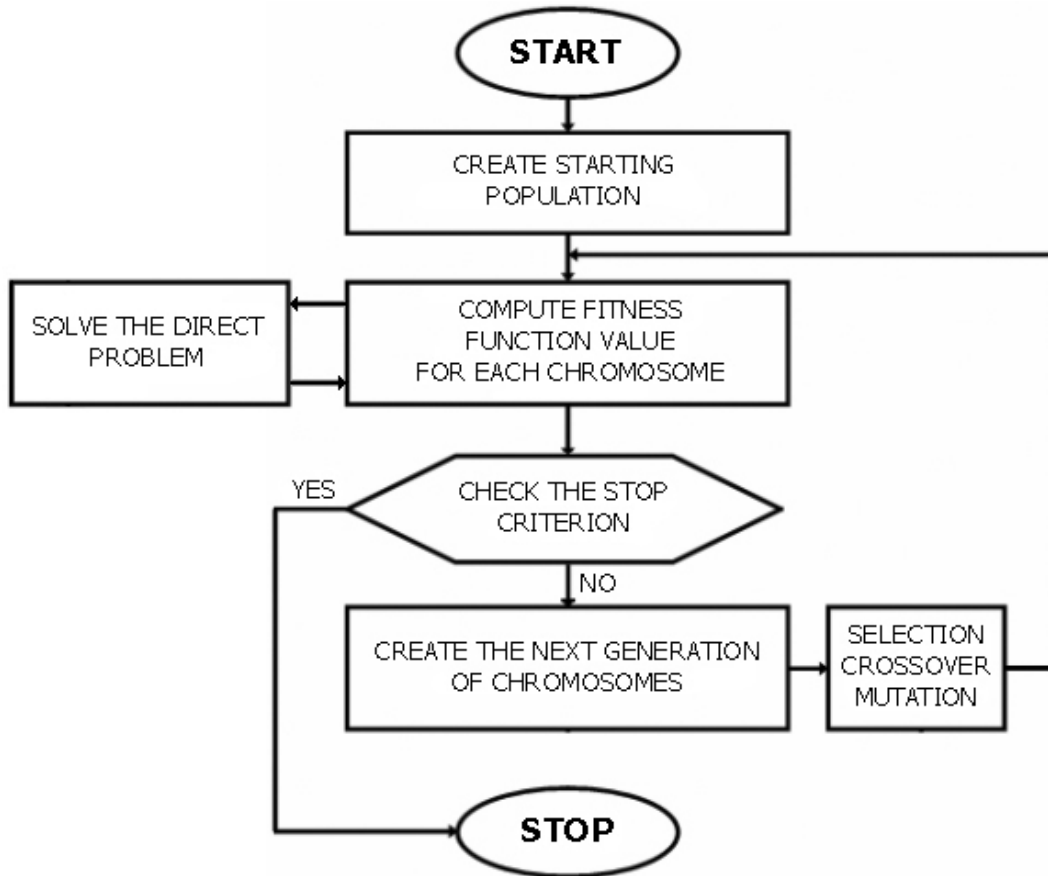 START
CREATE STARTING
POPULATION
SOLVE THE DIRECT
PROBLEM
COMPUTE FITNESS
FUNCTION VALUE
FOR EACH CHROMOSOME
YES
CHECK THE STOP
CRITERION
NO
CREATE THE NEXT GENERATION
OF CHROMOSOMES
SELECTION
CROSSOVER
MUTATION
STOP